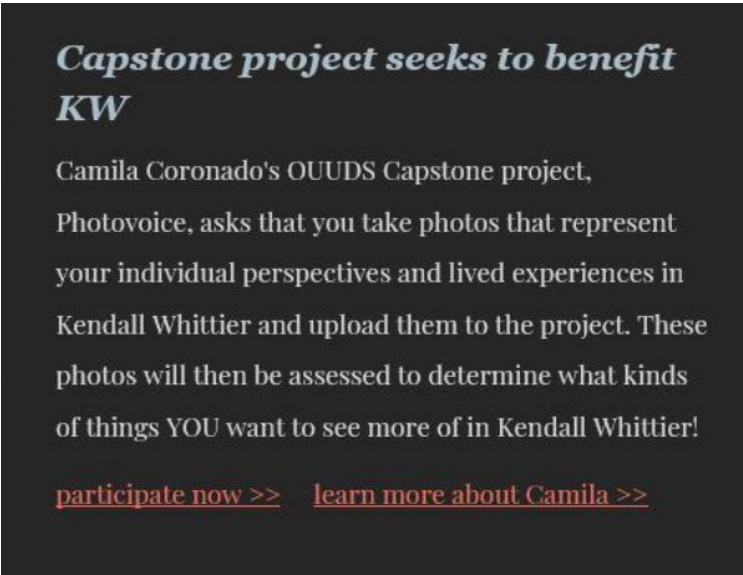 Capstone project seeks to benefit
KW
Camila Coronado's OUUDS Capstone project,
Photovoice, asks that you take photos that represent
your individual perspectives and lived experiences in
Kendall Whittier and upload them to the project. These
photos will then be assessed to determine what kinds
of things YOU want to see more of in Kendall Whittier!
participate now >> learn more about Camila >>